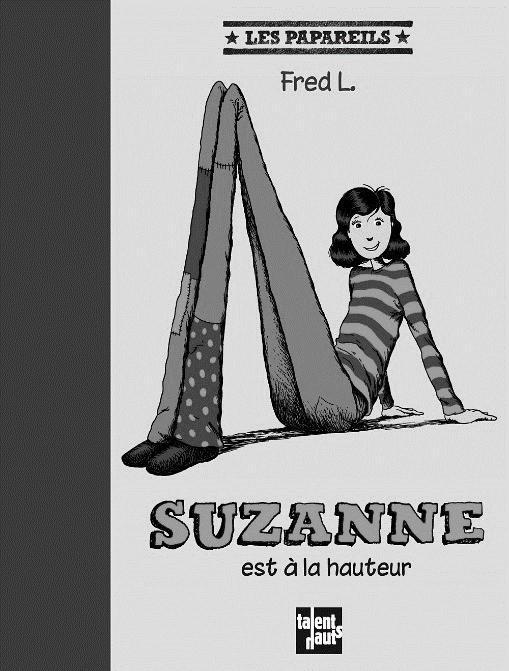 ★ LES PAPAREILS ★
Fred L.
SUZANNE
est à la hauteur
talents
hauts